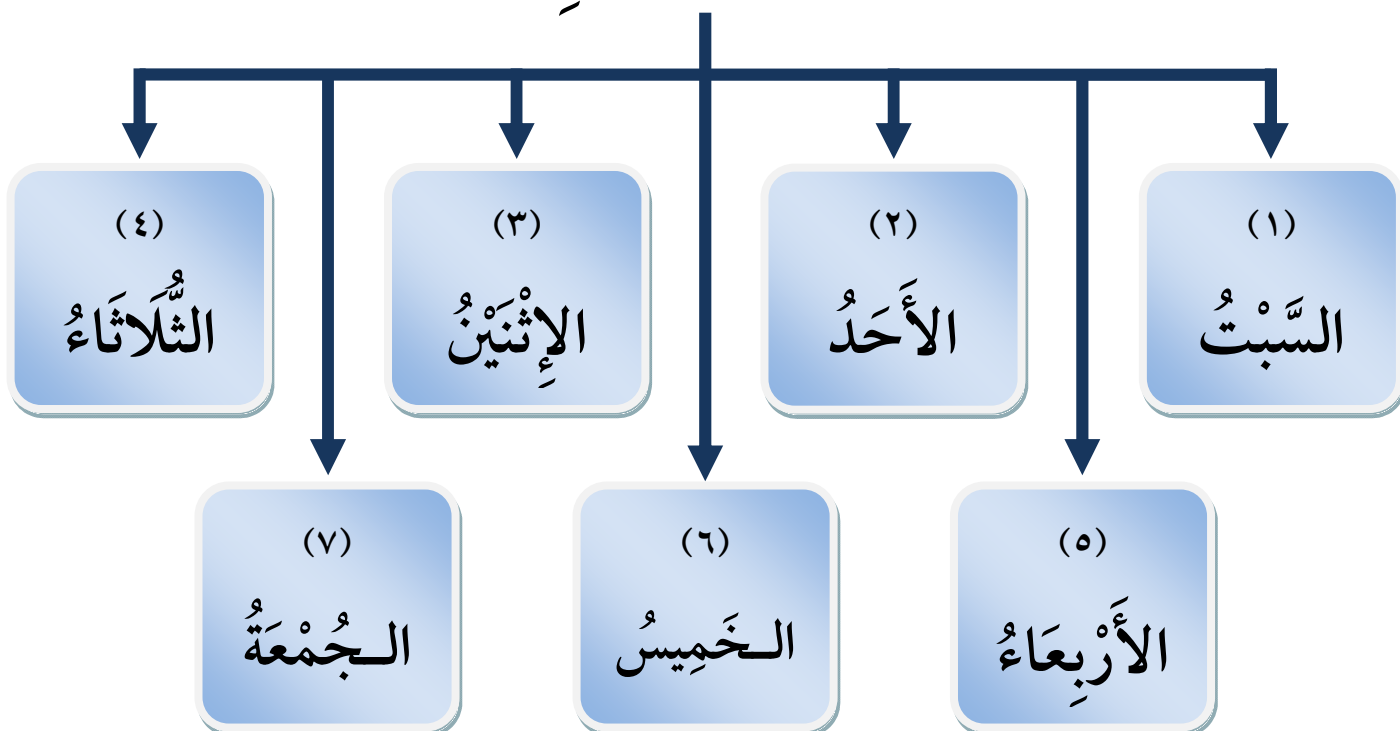 (١)
السَّبْتُ
(٢)
الأَحَدُ
(٣)
الإِثْنَيْنُ
(٤)
الثُّلَاثَاءُ
(٥)
الأَرْبِعَاءُ
(٦)
الـخَمِيسُ
(٧)
الـجُمْعَةُ